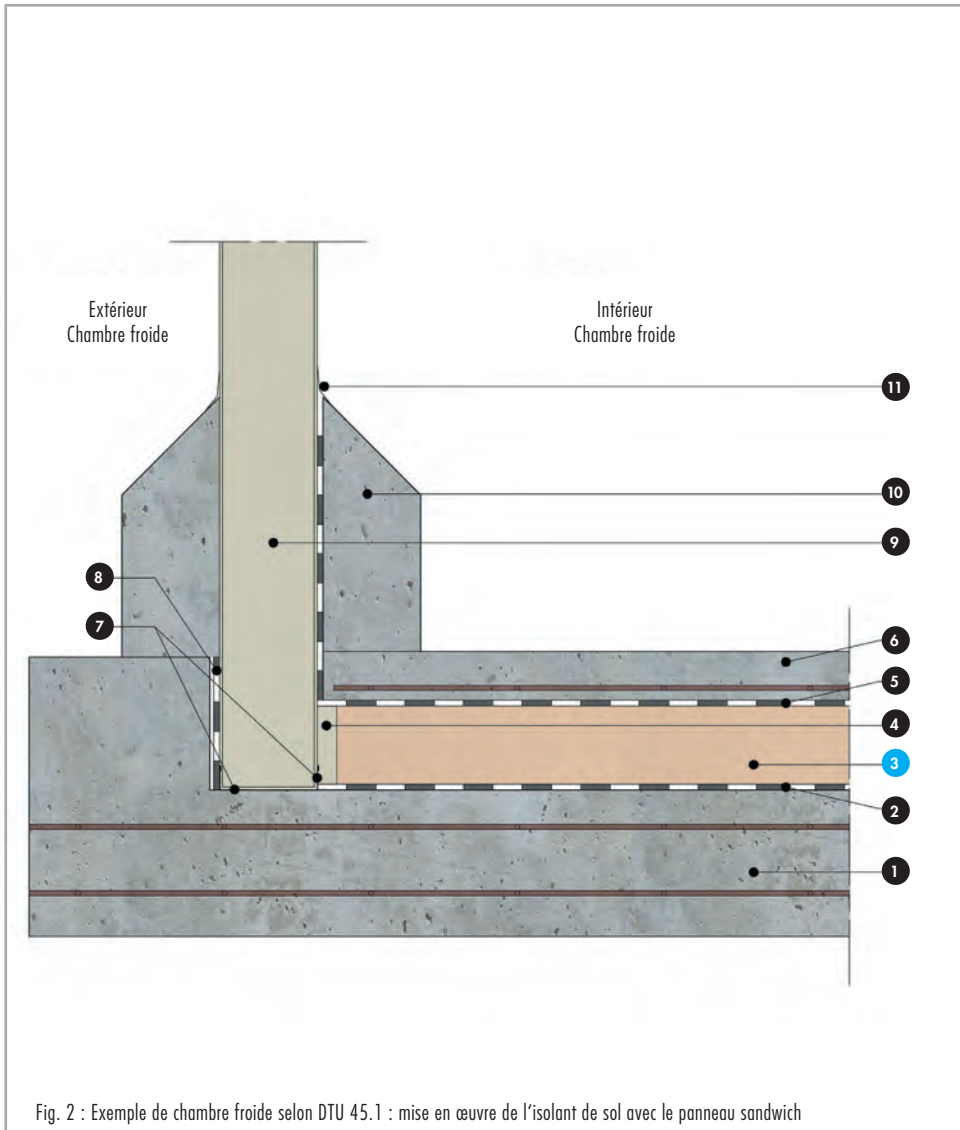 Extérieur
Chambre froide
Intérieur
Chambre froide
11
10
9
8
7
6
5
4
3
2
1
Fig. 2 : Exemple de chambre froide selon DTU 45.1 : mise en œuvre de l'isolant de sol avec le panneau sandwich